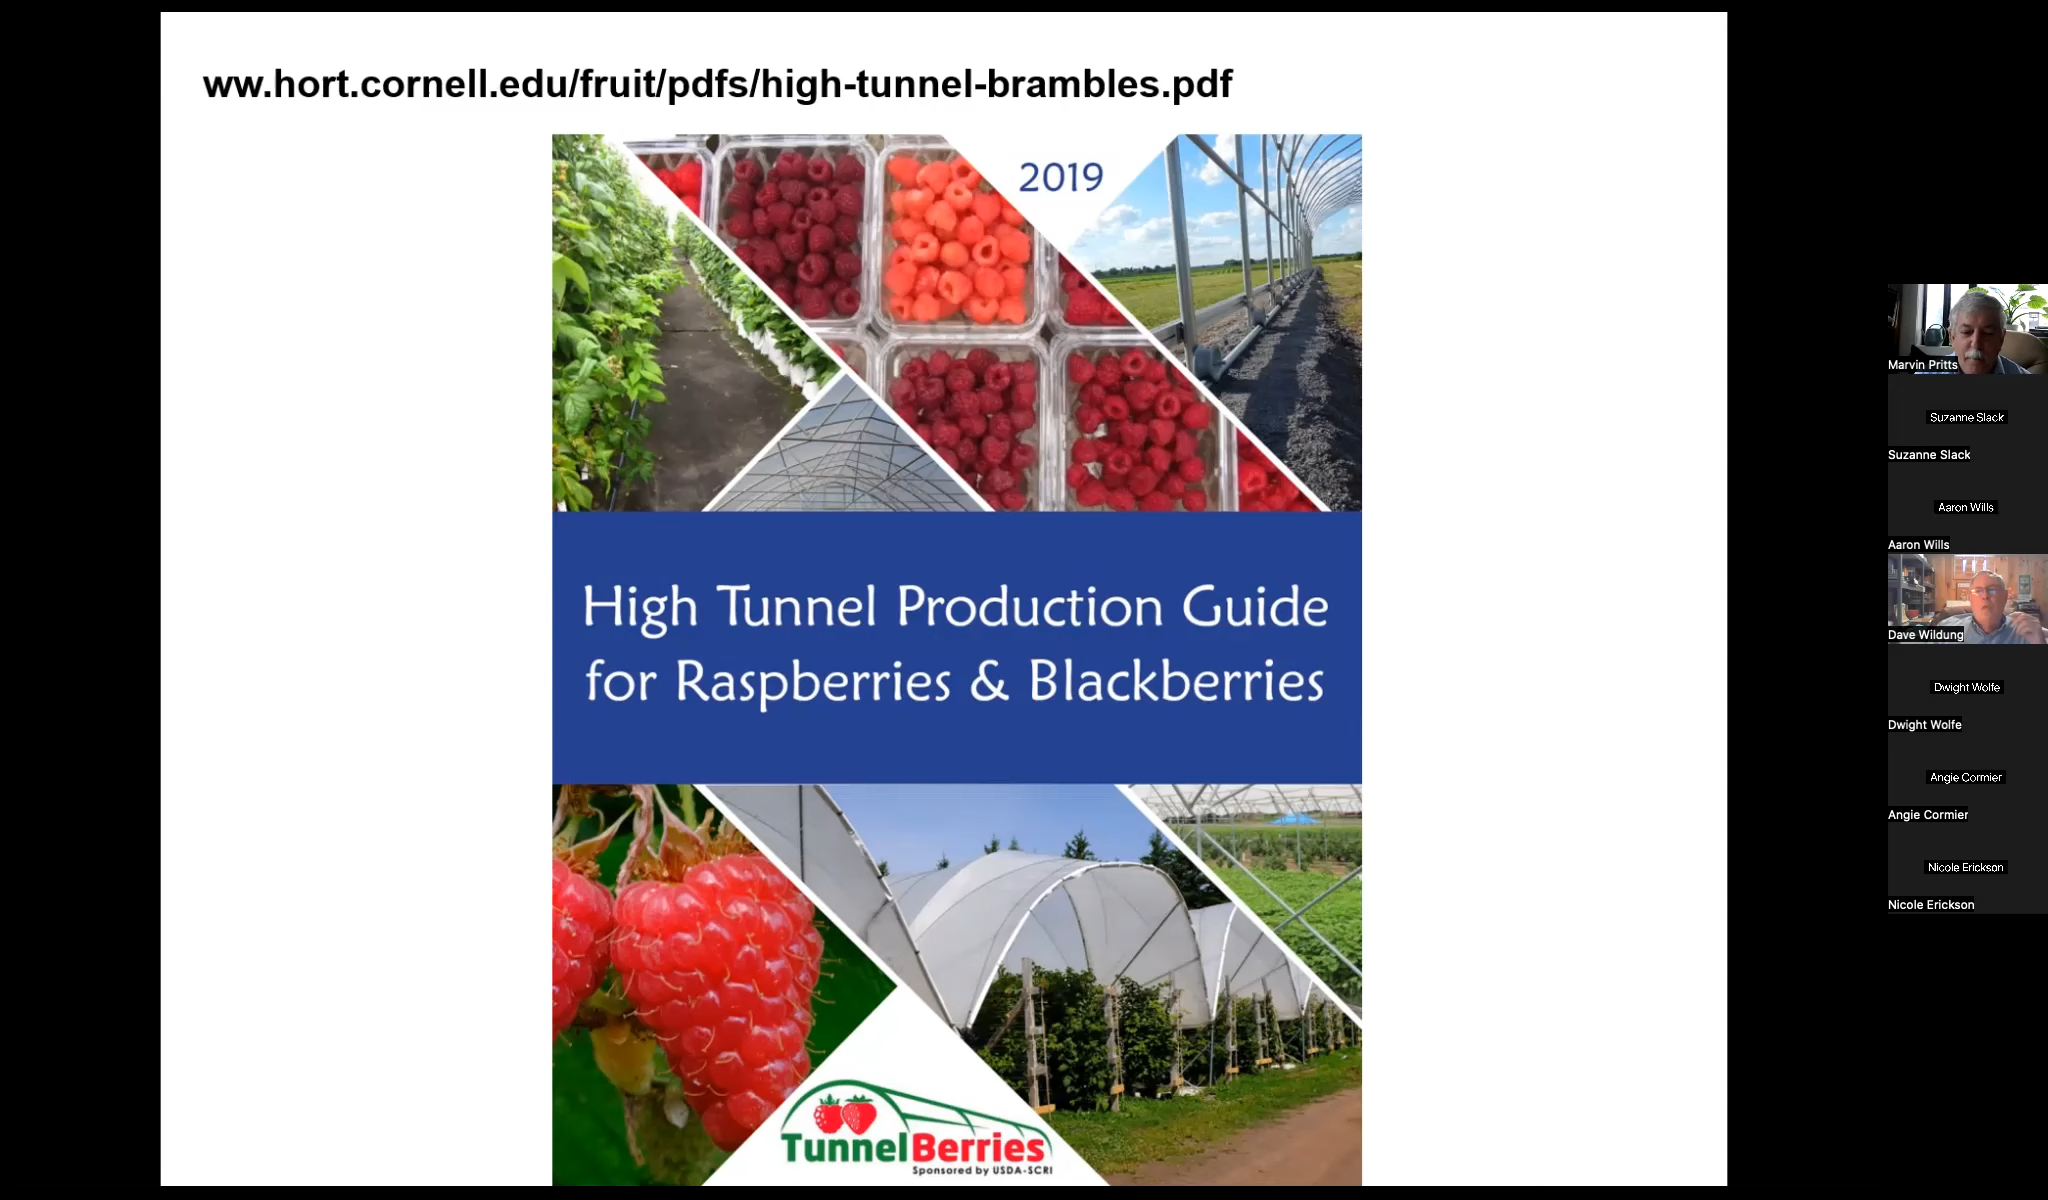 ww.hort.cornell.edu/fruit/pdfs/high-tunnel-brambles.pdf
2019
High Tunnel Production Guide
for Raspberries & Blackberries
TunnelBerries
Sponsored by USDA-SCRI
Marvin Pritts
Suzanne Slack
Suzanne Slack
Aaron Wills
Aaron Wills
Dave Wildung
Dwight Wolfe
Dwight Wolfe
Angie Cormier
Angie Cormier
Nicole Erickson
Nicole Erickson